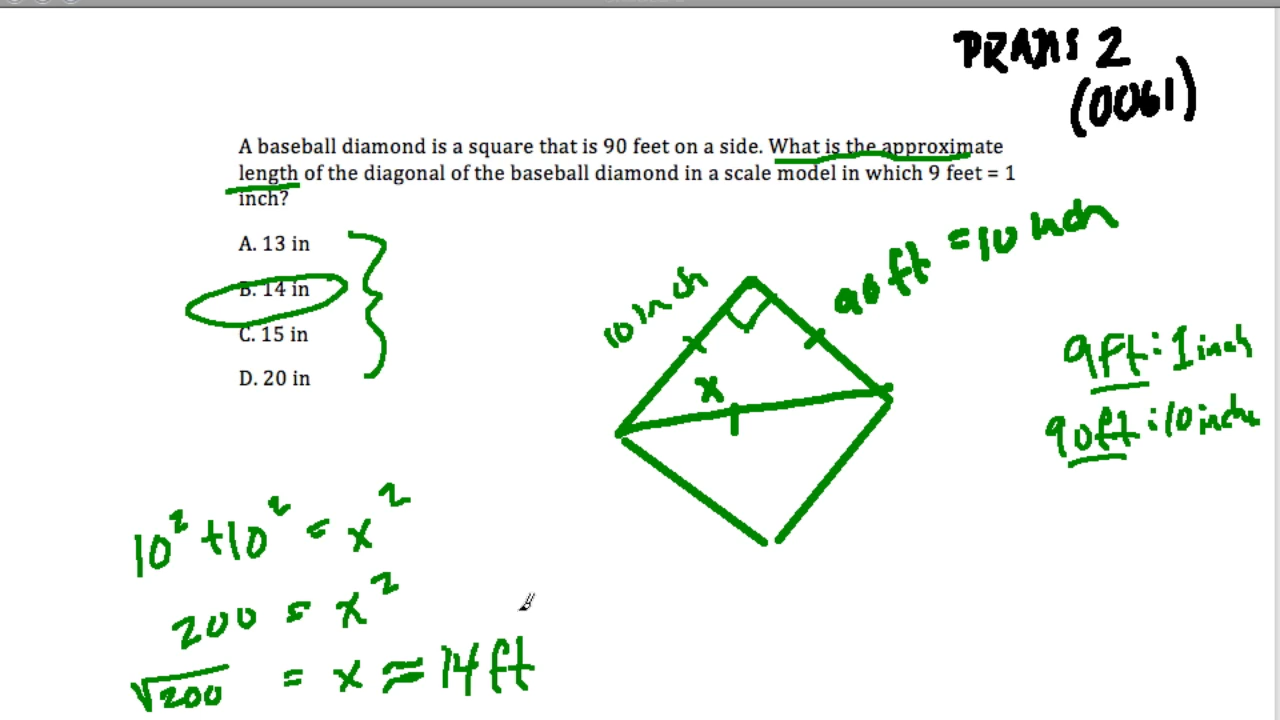 PRAXIS 2
(0061)
A baseball diamond is a square that is 90 feet on a side. What is the approximate
length of the diagonal of the baseball diamond in a scale model in which 9 feet = 1
inch?
A. 13 in
B. 14 in
C. 15 in
D. 20 in
10 inch
90 ft = 10 inch
x
9ft : 1 inch
90ft : 10 inches
10² + 10² = x²
200 = x²
√200 = x ≈ 14 ft